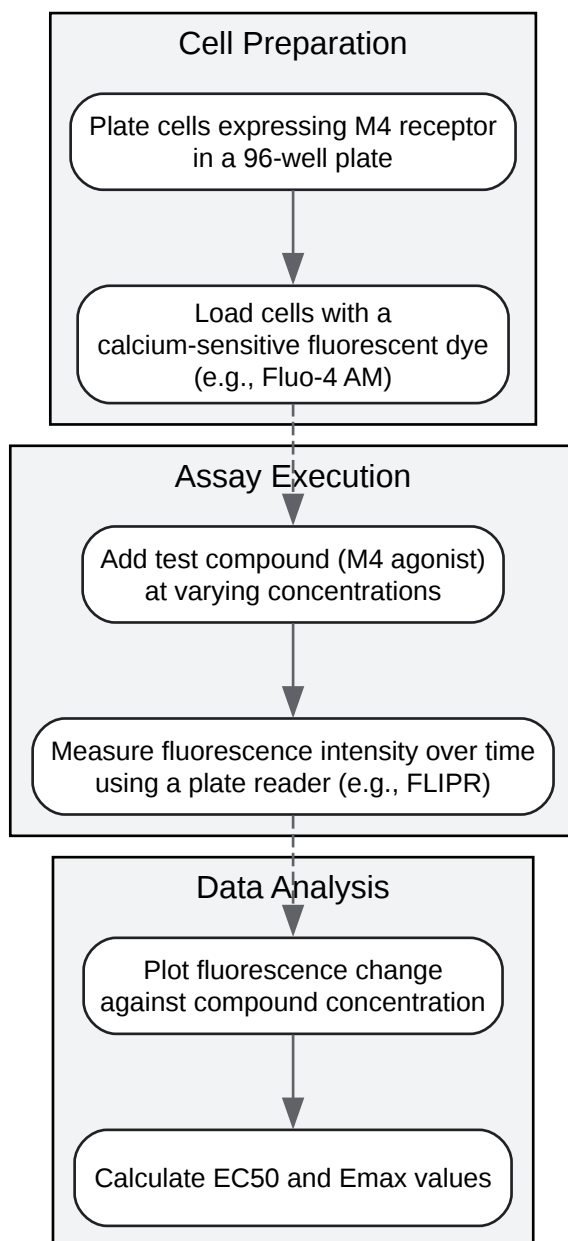 Cell Preparation
Plate cells expressing M4 receptor
in a 96-well plate
Load cells with a
calcium-sensitive fluorescent dye
(e.g., Fluo-4 AM)
Assay Execution
Add test compound (M4 agonist)
at varying concentrations
Measure fluorescence intensity over time
using a plate reader (e.g., FLIPR)
Data Analysis
Plot fluorescence change
against compound concentration
Calculate EC50 and Emax values